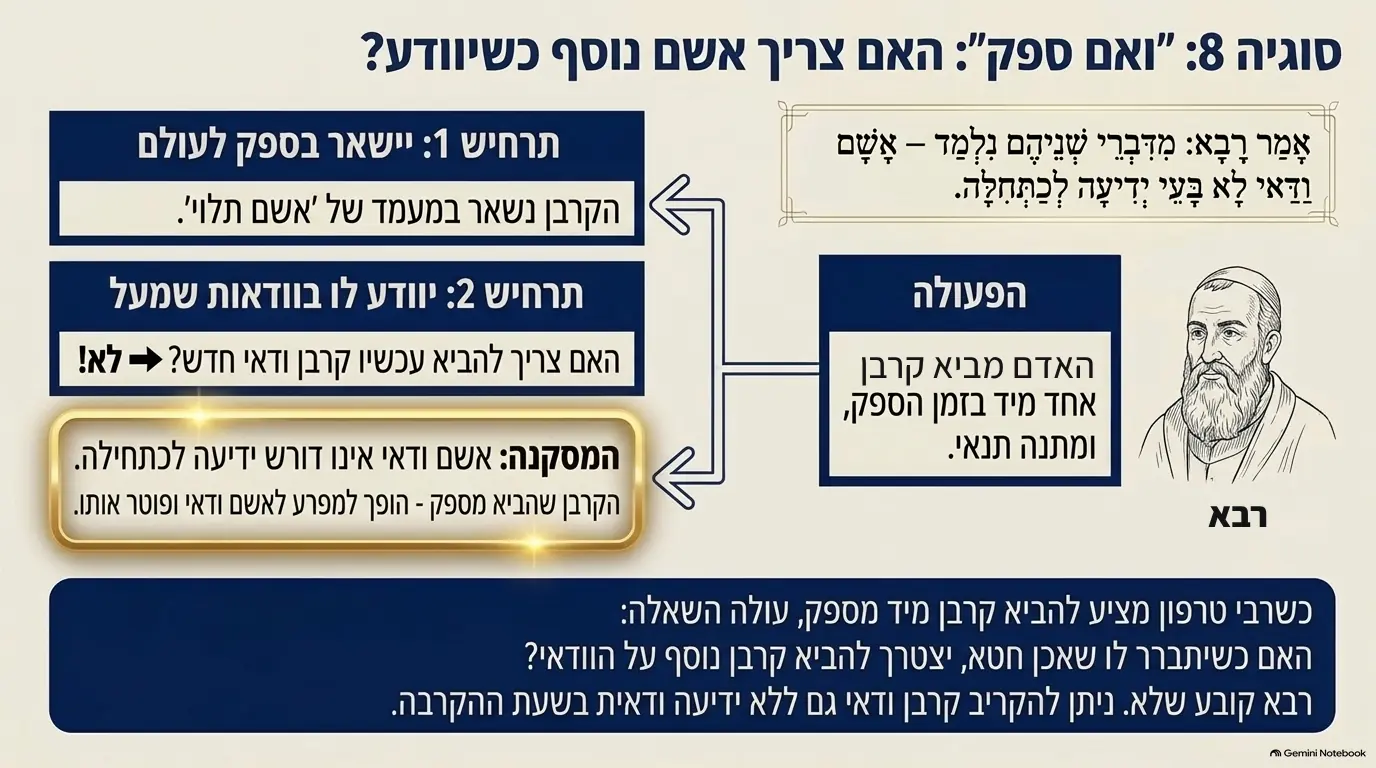 סוגיה 8: "ואם ספק": האם צריך אשם נוסף כשיוודע?
אָמַר רָבָא: מִדִּבְרֵי שְׁנֵיהֶם נִלְמַד – אָשָׁם
וַדַּאי לָא בָּעֵי יְדִיעָה לְכַתְּחִלָּה.
הפעולה
האדם מביא קרבן
אחד מיד בזמן הספק,
ומתנה תנאי.
רבא
תרחיש 1: יישאר בספק לעולם
הקרבן נשאר במעמד של 'אשם תלוי'.
תרחיש 2: יוודע לו בוודאות שמעל
האם צריך להביא עכשיו קרבן ודאי חדש? ➡ לא!
המסקנה: אשם ודאי אינו דורש ידיעה לכתחילה.
הקרבן שהביא מספק - הופך למפרע לאשם ודאי ופוטר אותו.
כשרבי טרפון מציע להביא קרבן מיד מספק, עולה השאלה:
האם כשיתברר לו שאכן חטא, יצטרך להביא קרבן נוסף על הוודאי?
רבא קובע שלא. ניתן להקריב קרבן ודאי גם ללא ידיעה ודאית בשעת ההקרבה.
Gemini Notebook